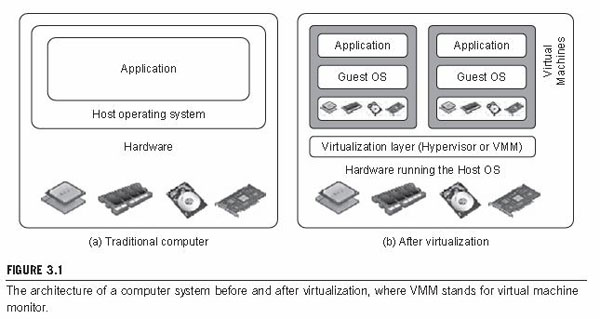 Application
Host operating system
Hardware
(a) Traditional computer
Application
Guest OS
Application
Guest OS
Virtual
Machines
Virtualization layer (Hypervisor or VMM)
Hardware running the Host OS
(b) After virtualization
FIGURE 3.1
The architecture of a computer system before and after virtualization, where VMM stands for virtual machine
monitor.